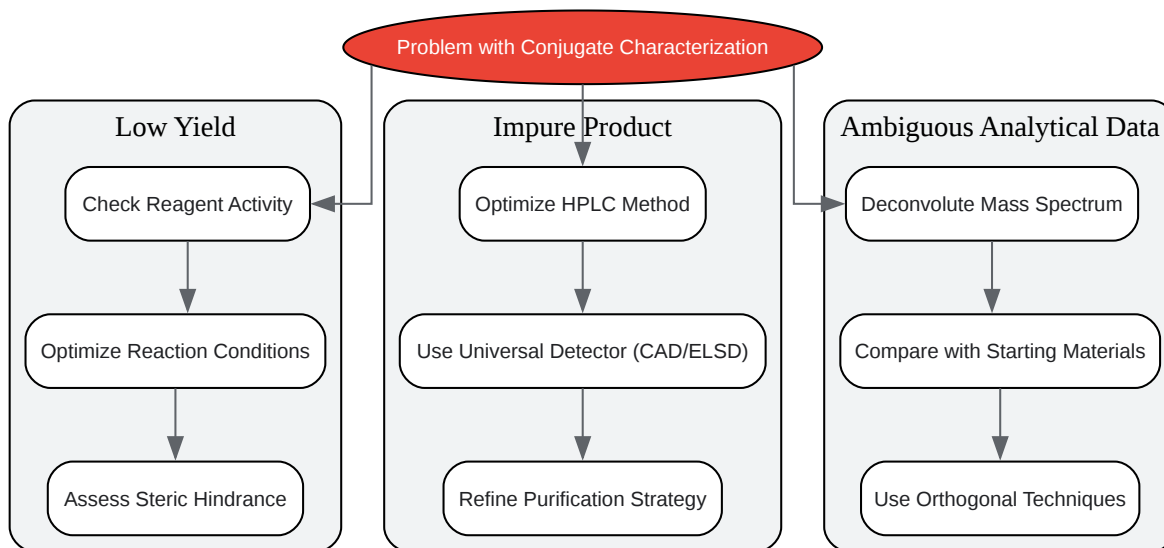 Problem with Conjugate Characterization
Low Yield
Check Reagent Activity
Optimize Reaction Conditions
Assess Steric Hindrance
Impure Product
Optimize HPLC Method
Use Universal Detector (CAD/ELSD)
Refine Purification Strategy
Ambiguous Analytical Data
Deconvolute Mass Spectrum
Compare with Starting Materials
Use Orthogonal Techniques